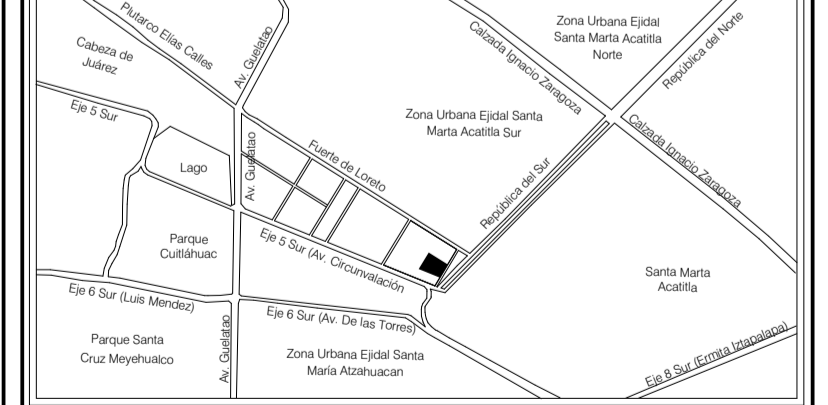 Plutarco Elías Calles
Av. Guelatao
Calzada Ignacio Zaragoza
Zona Urbana Ejidal
Santa Marta Acatitla
Norte
República del Norte
Cabeza de
Juárez
Eje 5 Sur
Zona Urbana Ejidal Santa
Marta Acatitla Sur
Calzada Ignacio Zaragoza
Av. Guelatao
Fuerte de Loreto
Lago
República del Sur
Parque
Cuitláhuac
Eje 5 Sur (Av. Circunvalación
Santa Marta
Acatitla
Eje 6 Sur (Luis Mendez)
Eje 6 Sur (Av. De las Torres)
Parque Santa
Cruz Meyehualco
Av. Guelatao
Zona Urbana Ejidal Santa
María Atzahuacan
Eje 8 Sur (Ermita Iztapalapa)